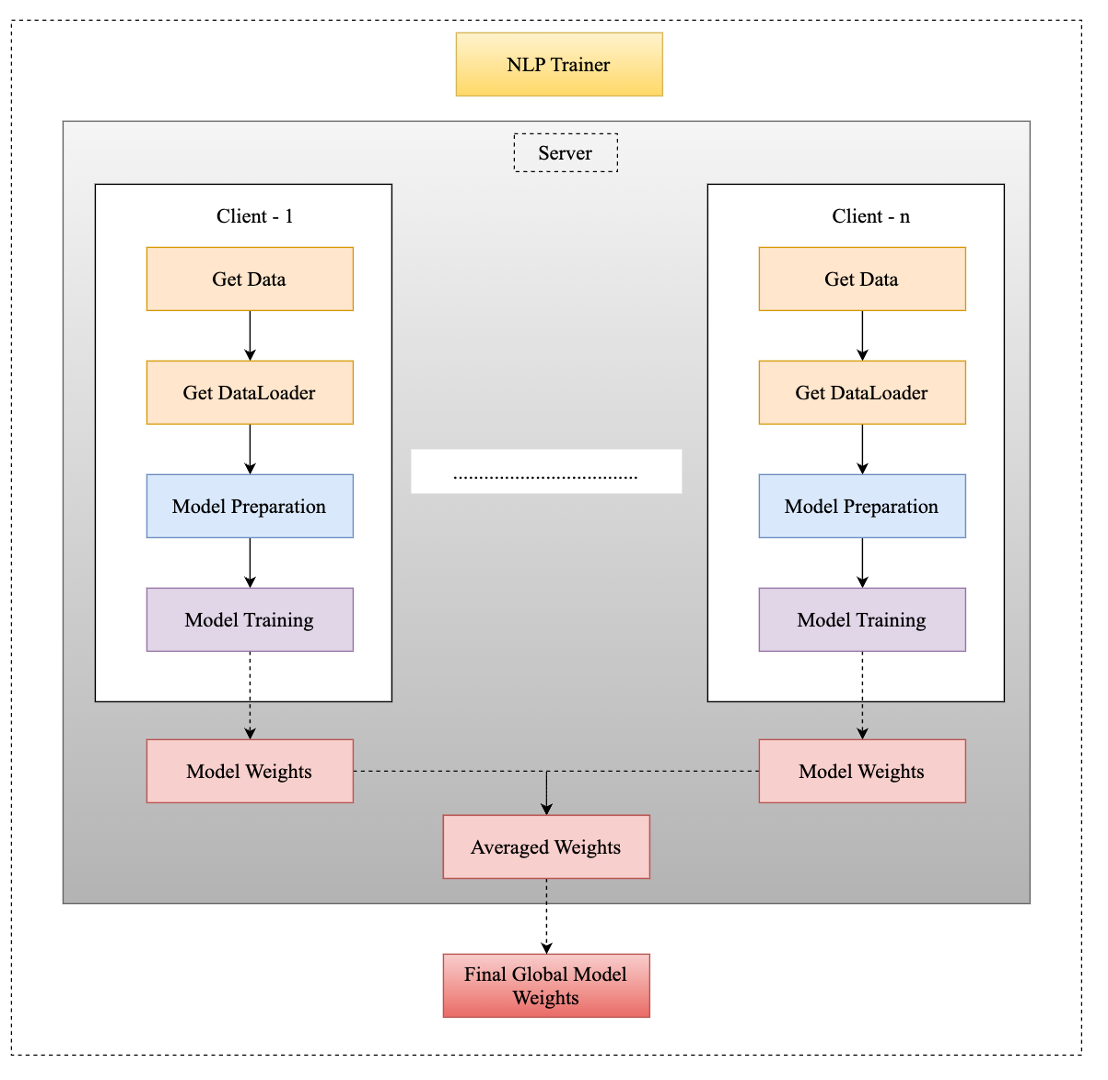 NLP Trainer
Server
Client - 1
Get Data
Get DataLoader
Model Preparation
Model Training
Model Weights
....................................
Client - n
Get Data
Get DataLoader
Model Preparation
Model Training
Model Weights
Averaged Weights
Final Global Model
Weights